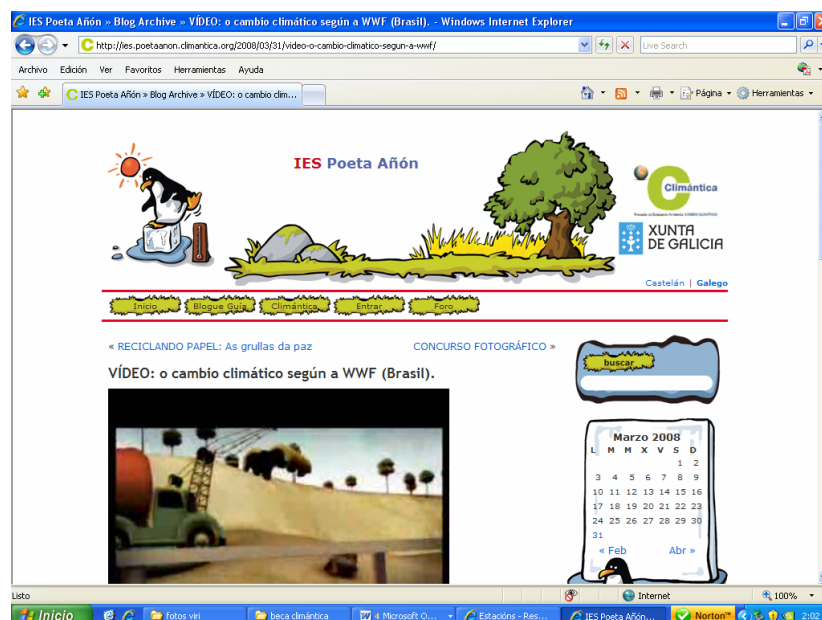 IES Poeta Añón » Blog Archive » VÍDEO: o cambio climático según a WWF (Brasil). - Windows Internet Explorer
http://ies.poetaanon.climantica.org/2008/03/31/video-o-cambio-climatico-segun-a-wwf/
Live Search
Archivo Edición Ver Favoritos Herramientas Ayuda
IES Poeta Añón » Blog Archive » VÍDEO: o cambio clim...
Página Herramientas
IES Poeta Añón
Climántica
XUNTA
DE GALICIA
Castelán | Galego
Inicio Blogue Guía Climántica Entrar Foro
« RECICLANDO PAPEL: As grullas da paz CONCURSO FOTOGRÁFICO »
buscar
VÍDEO: o cambio climático según a WWF (Brasil).
Marzo 2008
L M M X V S D
1 2
3 4 5 6 7 8 9
10 11 12 13 14 15 16
17 18 19 20 21 22 23
24 25 26 27 28 29 30
31
« Feb Abr »
Listo Internet 100%
Inicio fotos viri beca climántica 4 Microsoft O... Estacións - Res... IES Poeta Añón... Norton™ 2:02